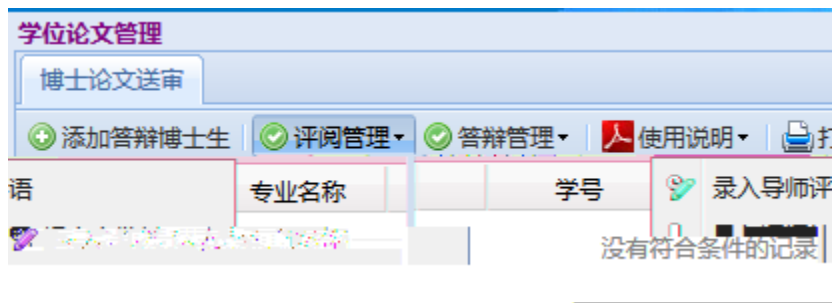 学位论文管理
博士论文送审
添加答辩博士生 评阅管理 答辩管理 使用说明
语 专业名称 学号 录入导师评
没有符合条件的记录